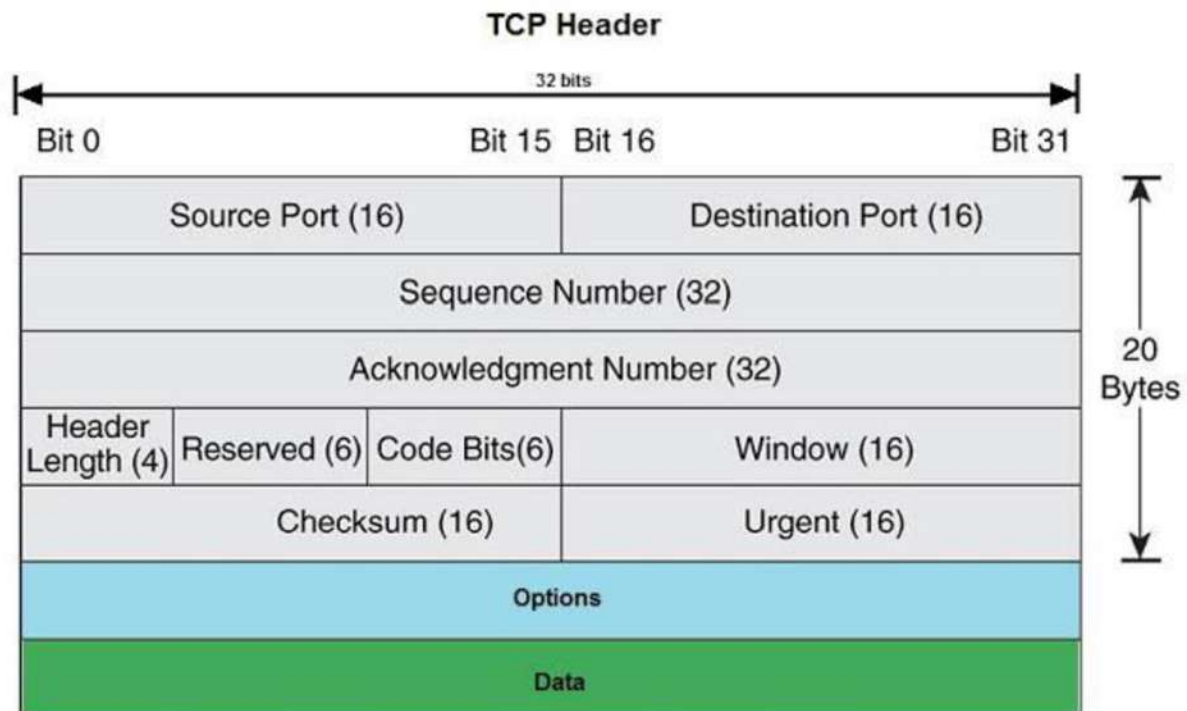 TCP Header
32 bits
Bit 0 Bit 15 Bit 16 Bit 31
Source Port (16) Destination Port (16)
Sequence Number (32)
Acknowledgment Number (32)
20
Bytes
Header
Length (4) Reserved (6) Code Bits(6) Window (16)
Checksum (16) Urgent (16)
Options
Data